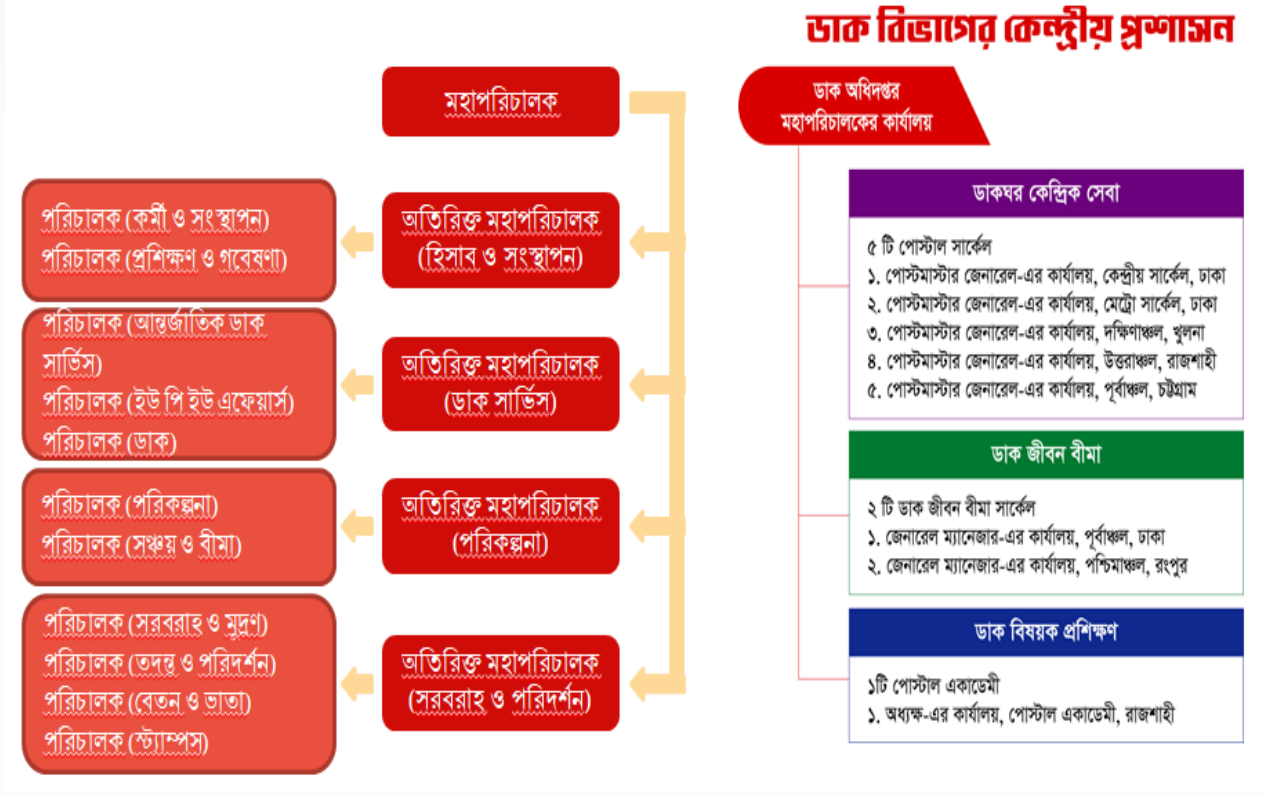 ডাক বিভাগের কেন্দ্রীয় প্রশাসন
মহাপরিচালক
অতিরিক্ত মহাপরিচালক
(হিসাব ও সংস্থাপন)
পরিচালক (কর্মী ও সংস্থাপন)
পরিচালক (প্রশিক্ষণ ও গবেষণা)
অতিরিক্ত মহাপরিচালক
(ডাক সার্ভিস)
পরিচালক (আন্তর্জাতিক ডাক
সার্ভিস)
পরিচালক (ইউ পি ইউ এফেয়ার্স)
পরিচালক (ডাক)
অতিরিক্ত মহাপরিচালক
(পরিকল্পনা)
পরিচালক (পরিকল্পনা)
পরিচালক (সঞ্চয় ও বীমা)
অতিরিক্ত মহাপরিচালক
(সরবরাহ ও পরিদর্শন)
পরিচালক (সরবরাহ ও মুদ্রণ)
পরিচালক (তদন্ত ও পরিদর্শন)
পরিচালক (বেতন ও ভাতা)
পরিচালক (স্ট্যাম্পস)
ডাক অধিদপ্তর
মহাপরিচালকের কার্যালয়
ডাকঘর কেন্দ্রিক সেবা
৫ টি পোস্টাল সার্কেল
১. পোস্টমাস্টার জেনারেল-এর কার্যালয়, কেন্দ্রীয় সার্কেল, ঢাকা
২. পোস্টমাস্টার জেনারেল-এর কার্যালয়, মেট্রো সার্কেল, ঢাকা
৩. পোস্টমাস্টার জেনারেল-এর কার্যালয়, দক্ষিণাঞ্চল, খুলনা
৪. পোস্টমাস্টার জেনারেল-এর কার্যালয়, উত্তরাঞ্চল, রাজশাহী
৫. পোস্টমাস্টার জেনারেল-এর কার্যালয়, পূর্বাঞ্চল, চট্টগ্রাম
ডাক জীবন বীমা
২ টি ডাক জীবন বীমা সার্কেল
১. জেনারেল ম্যানেজার-এর কার্যালয়, পূর্বাঞ্চল, ঢাকা
২. জেনারেল ম্যানেজার-এর কার্যালয়, পশ্চিমাঞ্চল, রংপুর
ডাক বিষয়ক প্রশিক্ষণ
১টি পোস্টাল একাডেমী
১. অধ্যক্ষ-এর কার্যালয়, পোস্টাল একাডেমী, রাজশাহী